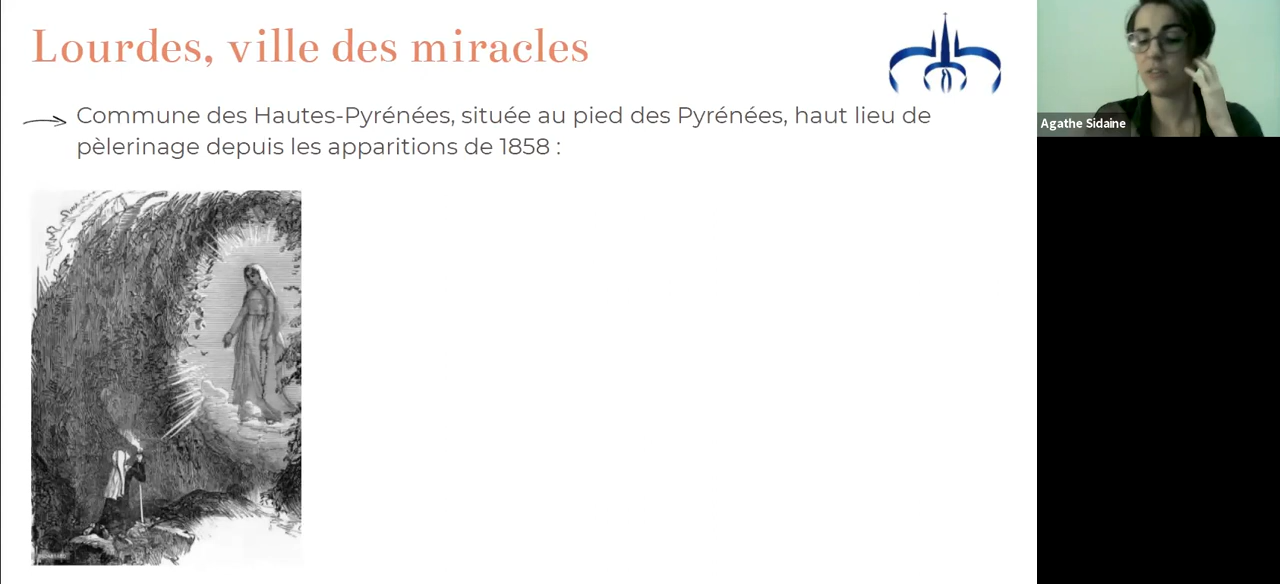 Lourdes, ville des miracles
Commune des Hautes-Pyrénées, située au pied des Pyrénées, haut lieu de
pèlerinage depuis les apparitions de 1858 :
Agathe Sidaine